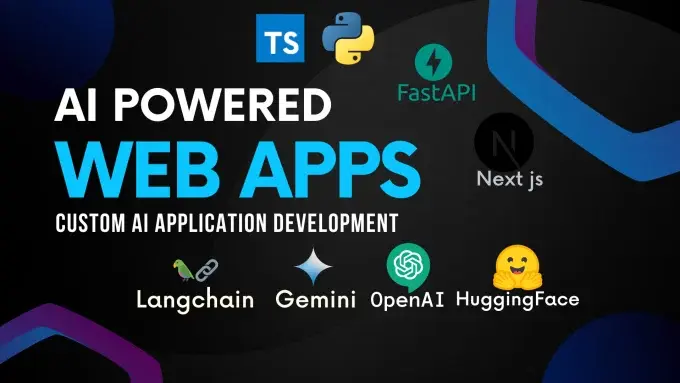 TS
FastAPI
AI POWERED
WEB APPS
N
Next js
CUSTOM AI APPLICATION DEVELOPMENT
Langchain
Gemini
OpenAI
HuggingFace